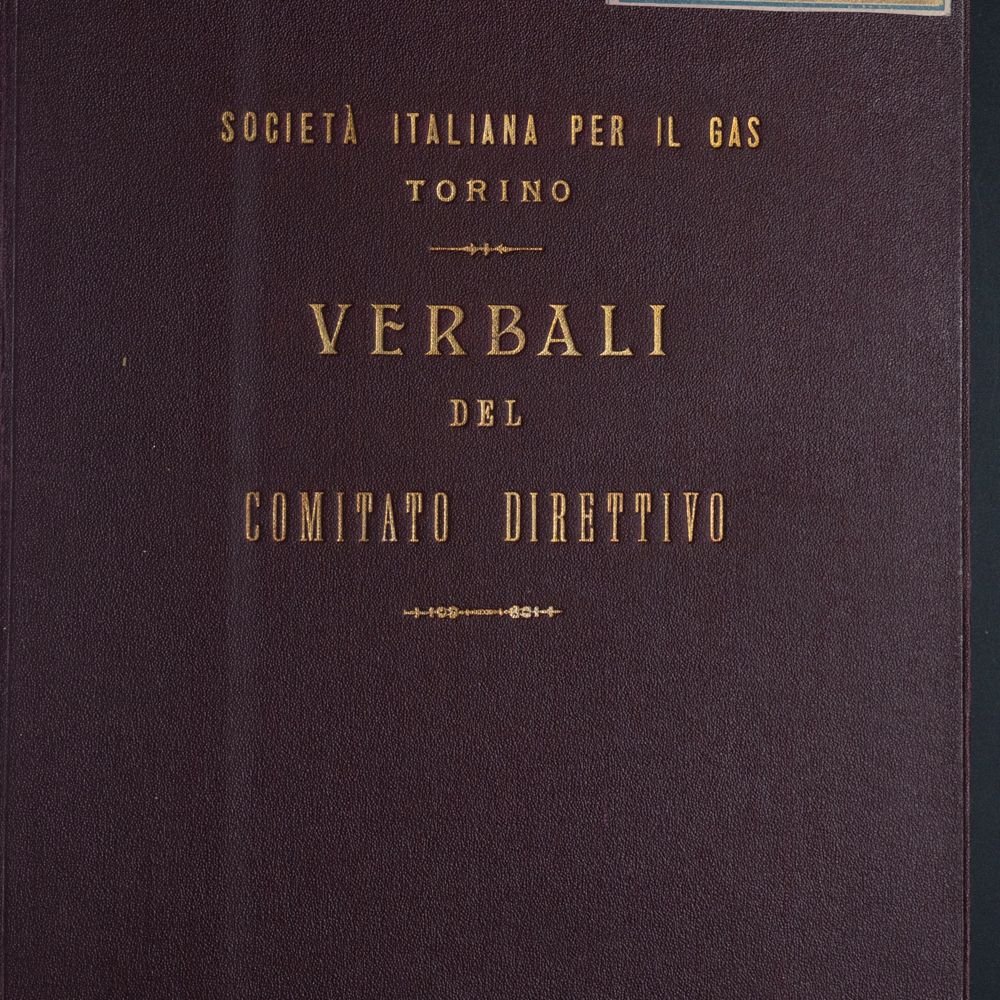 SOCIETÀ ITALIANA PER IL GAS
TORINO
VERBALI
DEL
COMITATO DIRETTIVO